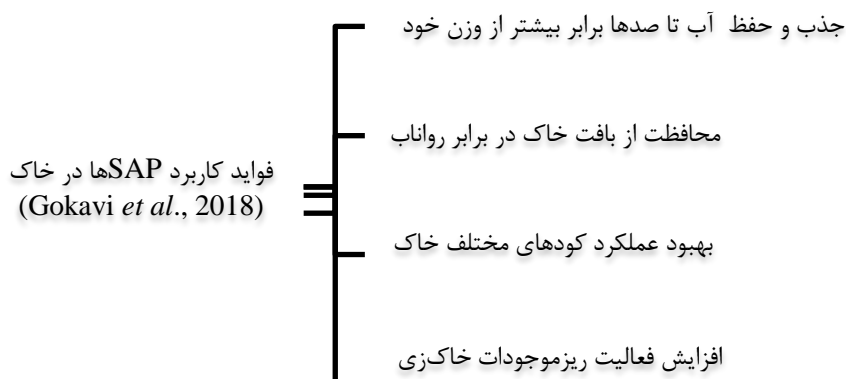 جذب و حفظ آب تا صدها برابر بیشتر از وزن خود
محافظت از بافت خاک در برابر رواناب
فواید کاربرد SAPها در خاک
(Gokavi et al., 2018)
بهبود عملکرد کودهای مختلف خاک
افزایش فعالیت ریزموجودات خاک‌زی